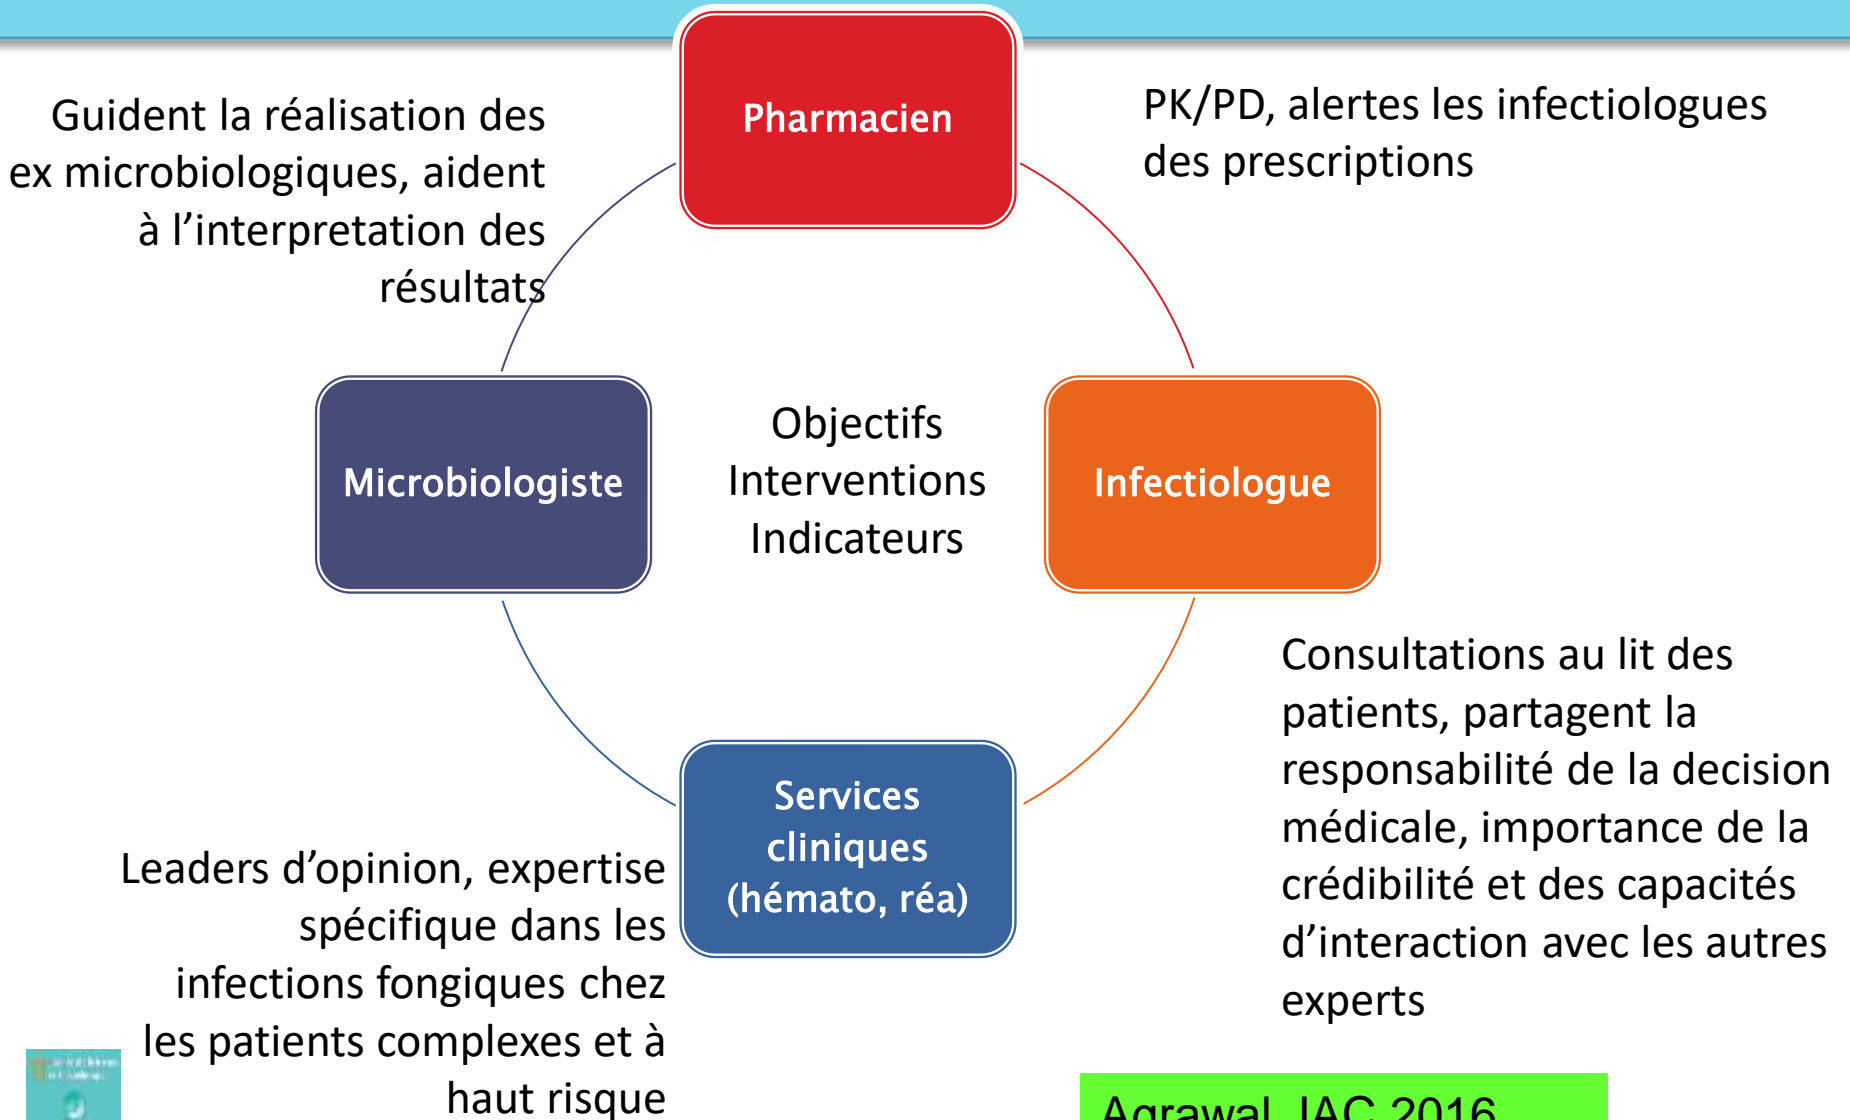 Pharmacien
Guident la réalisation des
ex microbiologiques, aident
à l’interpretation des
résultats
PK/PD, alertes les infectiologues
des prescriptions
Microbiologiste
Objectifs
Interventions
Indicateurs
Infectiologue
Services
cliniques
(hémato, réa)
Consultations au lit des
patients, partagent la
responsabilité de la decision
médicale, importance de la
crédibilité et des capacités
d’interaction avec les autres
experts
Leaders d’opinion, expertise
spécifique dans les
infections fongiques chez
les patients complexes et à
haut risque
Agrawal, JAC 2016